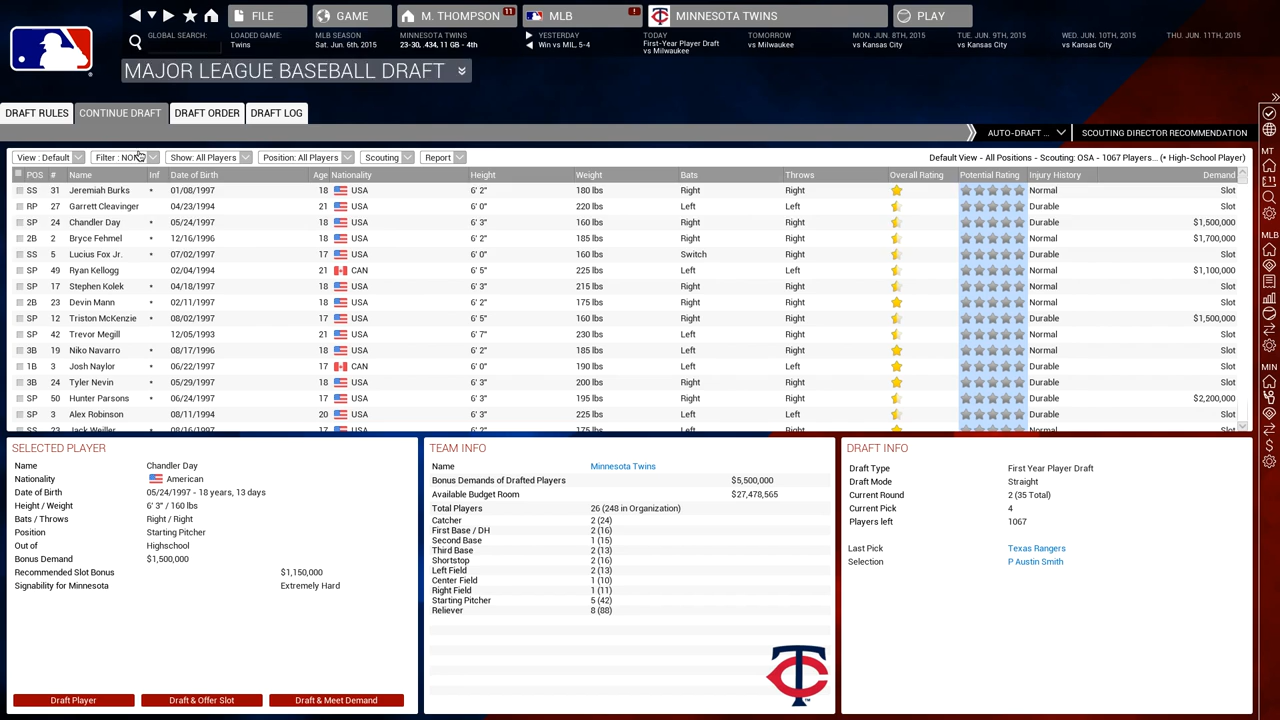 FILE GAME M. THOMPSON 11 MLB ! MINNESOTA TWINS PLAY
GLOBAL SEARCH: LOADED GAME: MLB SEASON MINNESOTA TWINS YESTERDAY TODAY TOMORROW MON. JUN. 8TH, 2015 TUE. JUN. 9TH, 2015 WED. JUN. 10TH, 2015 THU. JUN. 11TH, 2015
Twins Sat. Jun. 6th, 2015 23-30, .434, 11 GB - 4th Win vs MIL, 5-4 First-Year Player Draft vs Milwaukee vs Milwaukee vs Kansas City vs Kansas City vs Kansas City
MAJOR LEAGUE BASEBALL DRAFT
DRAFT RULES CONTINUE DRAFT DRAFT ORDER DRAFT LOG
AUTO-DRAFT ... SCOUTING DIRECTOR RECOMMENDATION
View : Default Filter : NON Show: All Players Position: All Players Scouting Report Default View - All Positions - Scouting: OSA - 1067 Players... (• High-School Player)
POS # Name Inf Date of Birth Age Nationality Height Weight Bats Throws Overall Rating Potential Rating Injury History Demand
SS 31 Jeremiah Burks 01/08/1997 18 USA 6' 2" 180 lbs Right Right Normal Slot
RP 27 Garrett Cleavinger 04/23/1994 21 USA 6' 0" 220 lbs Left Left Durable Slot
SP 24 Chandler Day • 05/24/1997 18 USA 6' 3" 160 lbs Right Right Durable $1,500,000
2B 2 Bryce Fehmel • 12/16/1996 18 USA 6' 2" 185 lbs Right Right Normal $1,700,000
SS 5 Lucius Fox Jr. • 07/02/1997 17 USA 6' 0" 160 lbs Switch Right Durable Slot
SP 49 Ryan Kellogg 02/04/1994 21 CAN 6' 5" 225 lbs Left Left Normal $1,100,000
SP 17 Stephen Kolek • 04/18/1997 18 USA 6' 3" 215 lbs Right Right Durable Slot
2B 23 Devin Mann • 02/11/1997 18 USA 6' 2" 175 lbs Right Right Normal Slot
SP 12 Triston McKenzie • 08/02/1997 17 USA 6' 5" 160 lbs Right Right Durable $1,500,000
SP 42 Trevor Megill 12/05/1993 21 USA 6' 7" 230 lbs Left Right Normal Slot
3B 19 Niko Navarro • 08/17/1996 18 USA 6' 2" 185 lbs Left Right Normal Slot
1B 3 Josh Naylor • 06/22/1997 17 CAN 6' 0" 190 lbs Left Left Durable Slot
3B 24 Tyler Nevin • 05/29/1997 18 USA 6' 3" 200 lbs Right Right Durable Slot
SP 50 Hunter Parsons • 06/24/1997 17 USA 6' 3" 195 lbs Right Right Durable $2,200,000
SP 3 Alex Robinson 08/11/1994 20 USA 6' 3" 225 lbs Left Left Durable Slot
SS 23 Jack Weiller • 08/16/1997 17 USA 6' 2" 175 lbs Left Right Normal Slot
SELECTED PLAYER
Name Chandler Day
Nationality American
Date of Birth 05/24/1997 - 18 years, 13 days
Height / Weight 6' 3" / 160 lbs
Bats / Throws Right / Right
Position Starting Pitcher
Out of Highschool
Bonus Demand $1,500,000
Recommended Slot Bonus $1,150,000
Signability for Minnesota Extremely Hard
Draft Player Draft & Offer Slot Draft & Meet Demand
TEAM INFO
Name Minnesota Twins
Bonus Demands of Drafted Players $5,500,000
Available Budget Room $27,478,565
Total Players 26 (248 in Organization)
Catcher 2 (24)
First Base / DH 2 (16)
Second Base 1 (15)
Third Base 2 (13)
Shortstop 2 (16)
Left Field 2 (13)
Center Field 1 (10)
Right Field 1 (11)
Starting Pitcher 5 (42)
Reliever 8 (88)
DRAFT INFO
Draft Type First Year Player Draft
Draft Mode Straight
Current Round 2 (35 Total)
Current Pick 4
Players left 1067
Last Pick Texas Rangers
Selection P Austin Smith
MT
MLB
MIN